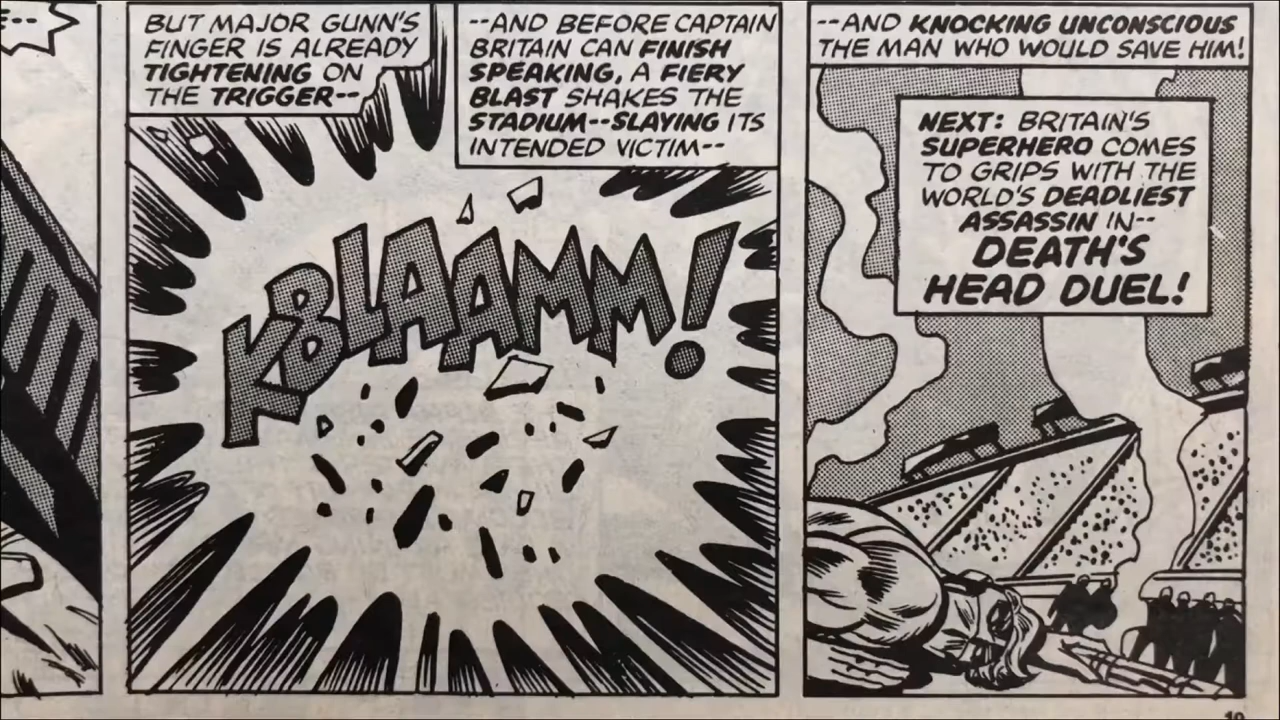 E--
BUT MAJOR GUNN'S
FINGER IS ALREADY
TIGHTENING ON
THE TRIGGER--
--AND BEFORE CAPTAIN
BRITAIN CAN FINISH
SPEAKING, A FIERY
BLAST SHAKES THE
STADIUM--SLAYING ITS
INTENDED VICTIM--
KBLAAMM!
--AND KNOCKING UNCONSCIOUS
THE MAN WHO WOULD SAVE HIM!
NEXT: BRITAIN'S
SUPERHERO COMES
TO GRIPS WITH THE
WORLD'S DEADLIEST
ASSASSIN IN--
DEATH'S
HEAD DUEL!